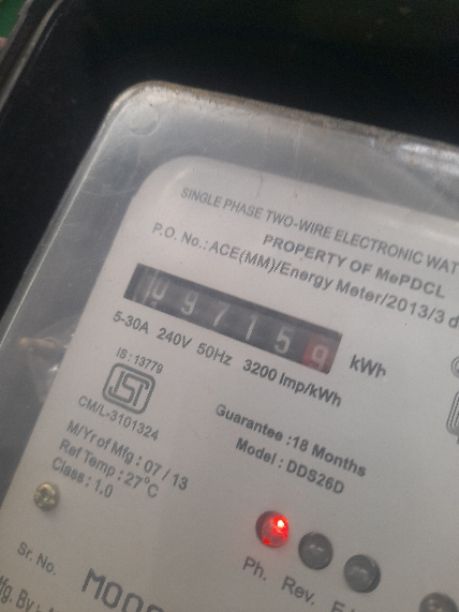 SINGLE PHASE TWO-WIRE ELECTRONIC WAT
PROPERTY OF MePDCL
P.O. No.:ACE(MM)/Energy Meter/2013/3 d
kWh
5-30A 240V 50Hz 3200 Imp/kWh
IS : 13779
CM/L-3101324
Guarantee :18 Months
Model : DDS26D
M/Yr of Mfg : 07 / 13
Ref Temp : 27°C
Class : 1.0
Ph. Rev.
Sr. No.
Mfg. By :